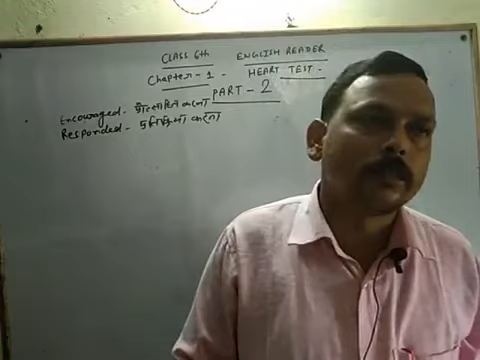 CLASS 6th ENGLISH READER
Chapter - 1 - HEART TEST -
PART - 2
Encouraged - प्रोत्साहित करना
Responded - प्रतिक्रिया करना